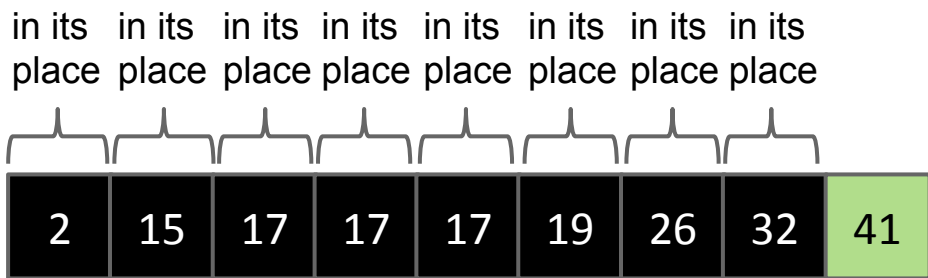 in its in its in its in its in its in its in its in its
place place place place place place place place
2 15 17 17 17 19 26 32 41